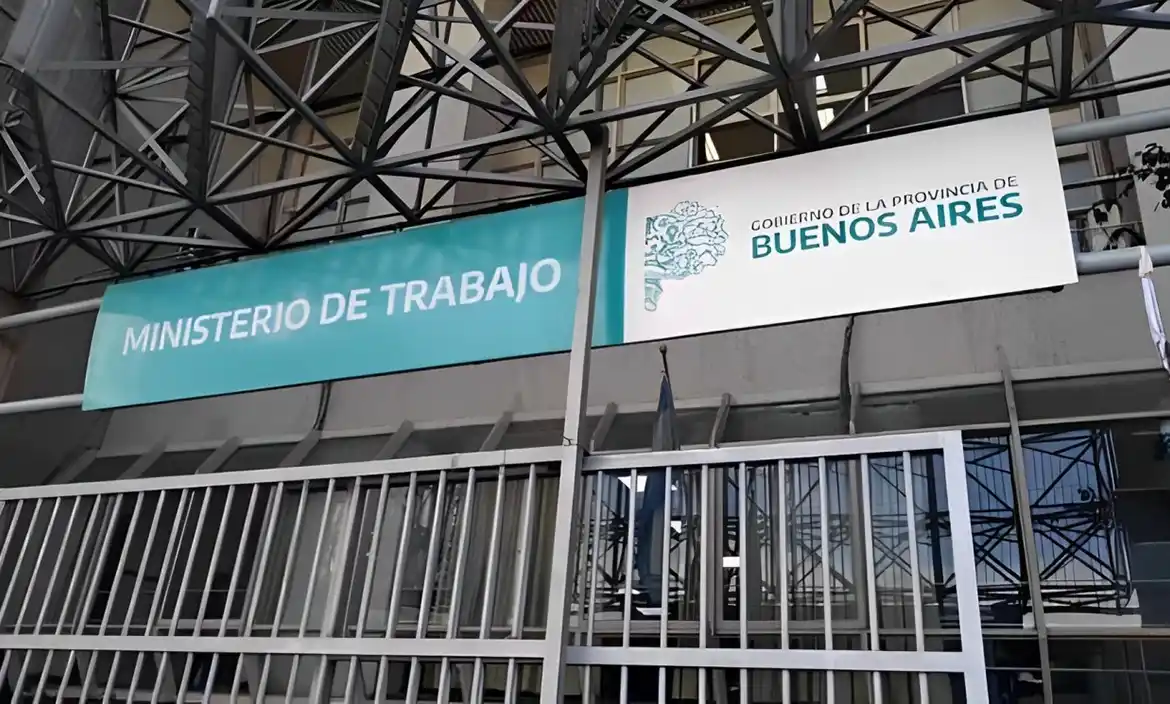 MINISTERIO DE TRABAJO
GOBIERNO DE LA PROVINCIA DE
BUENOS AIRES